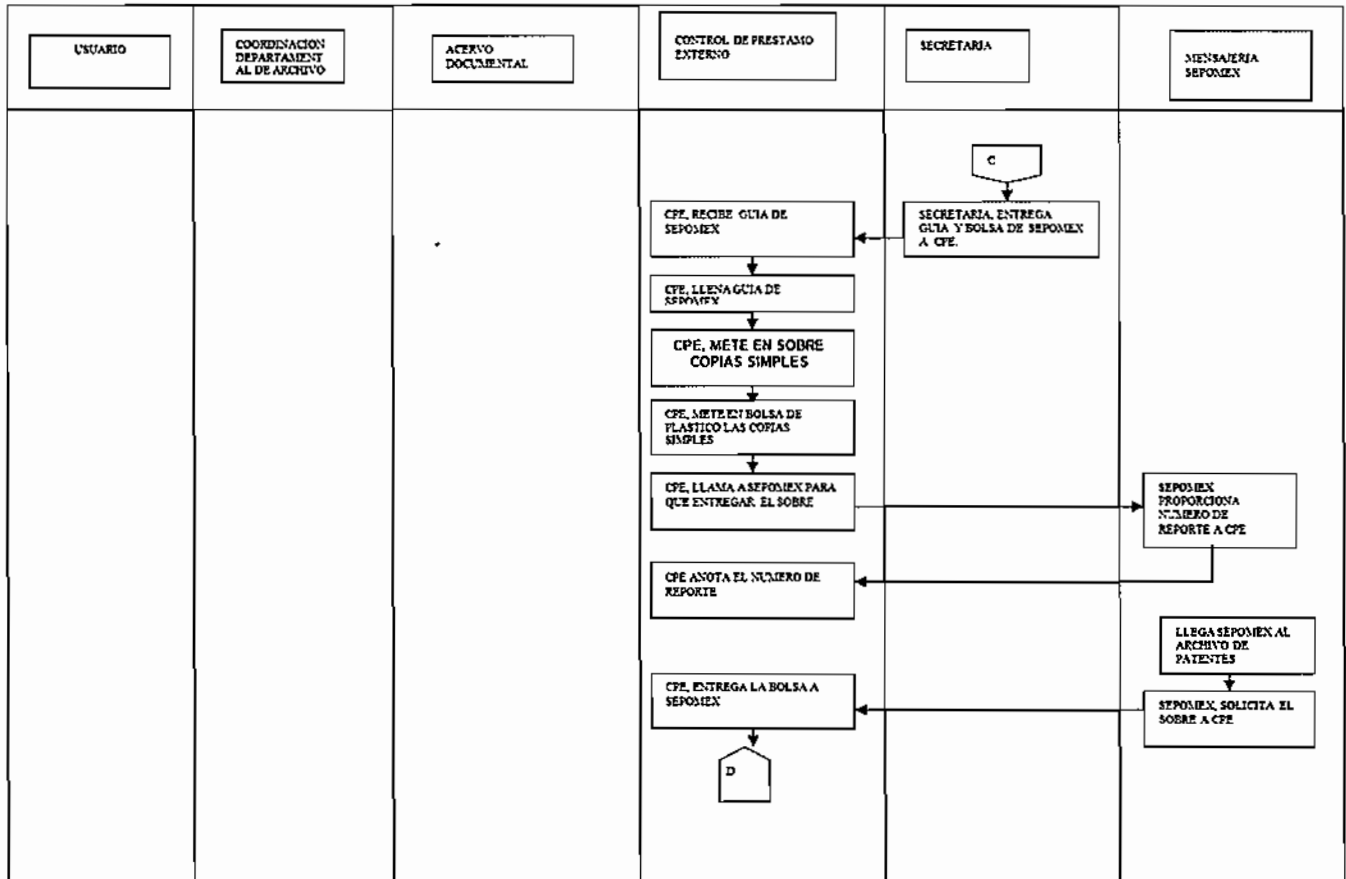 USUARIO
COORDINACION
DEPARTAMENT
AL DE ARCHIVO
ACERVO
DOCUMENTAL
CONTROL DE PRESTAMO
EXTERNO
SECRETARIA
MENSAJERIA
SEPOMEX
C
CPE, RECIBE GUIA DE
SEPOMEX
SECRETARIA, ENTREGA
GUIA Y BOLSA DE SEPOMEX
A CPE.
CPE, LLENA GUIA DE
SEPOMEX
CPE, METE EN SOBRE
COPIAS SIMPLES
CPE, METE EN BOLSA DE
PLASTICO LAS COPIAS
SIMPLES
CPE, LLAMA A SEPOMEX PARA
QUE ENTREGAR EL SOBRE
SEPOMEX
PROPORCIONA
NUMERO DE
REPORTE A CPE
CPE ANOTA EL NUMERO DE
REPORTE
LLEGA SEPOMEX AL
ARCHIVO DE
PATENTES
CPE, ENTREGA LA BOLSA A
SEPOMEX
SEPOMEX, SOLICITA EL
SOBRE A CPE
D